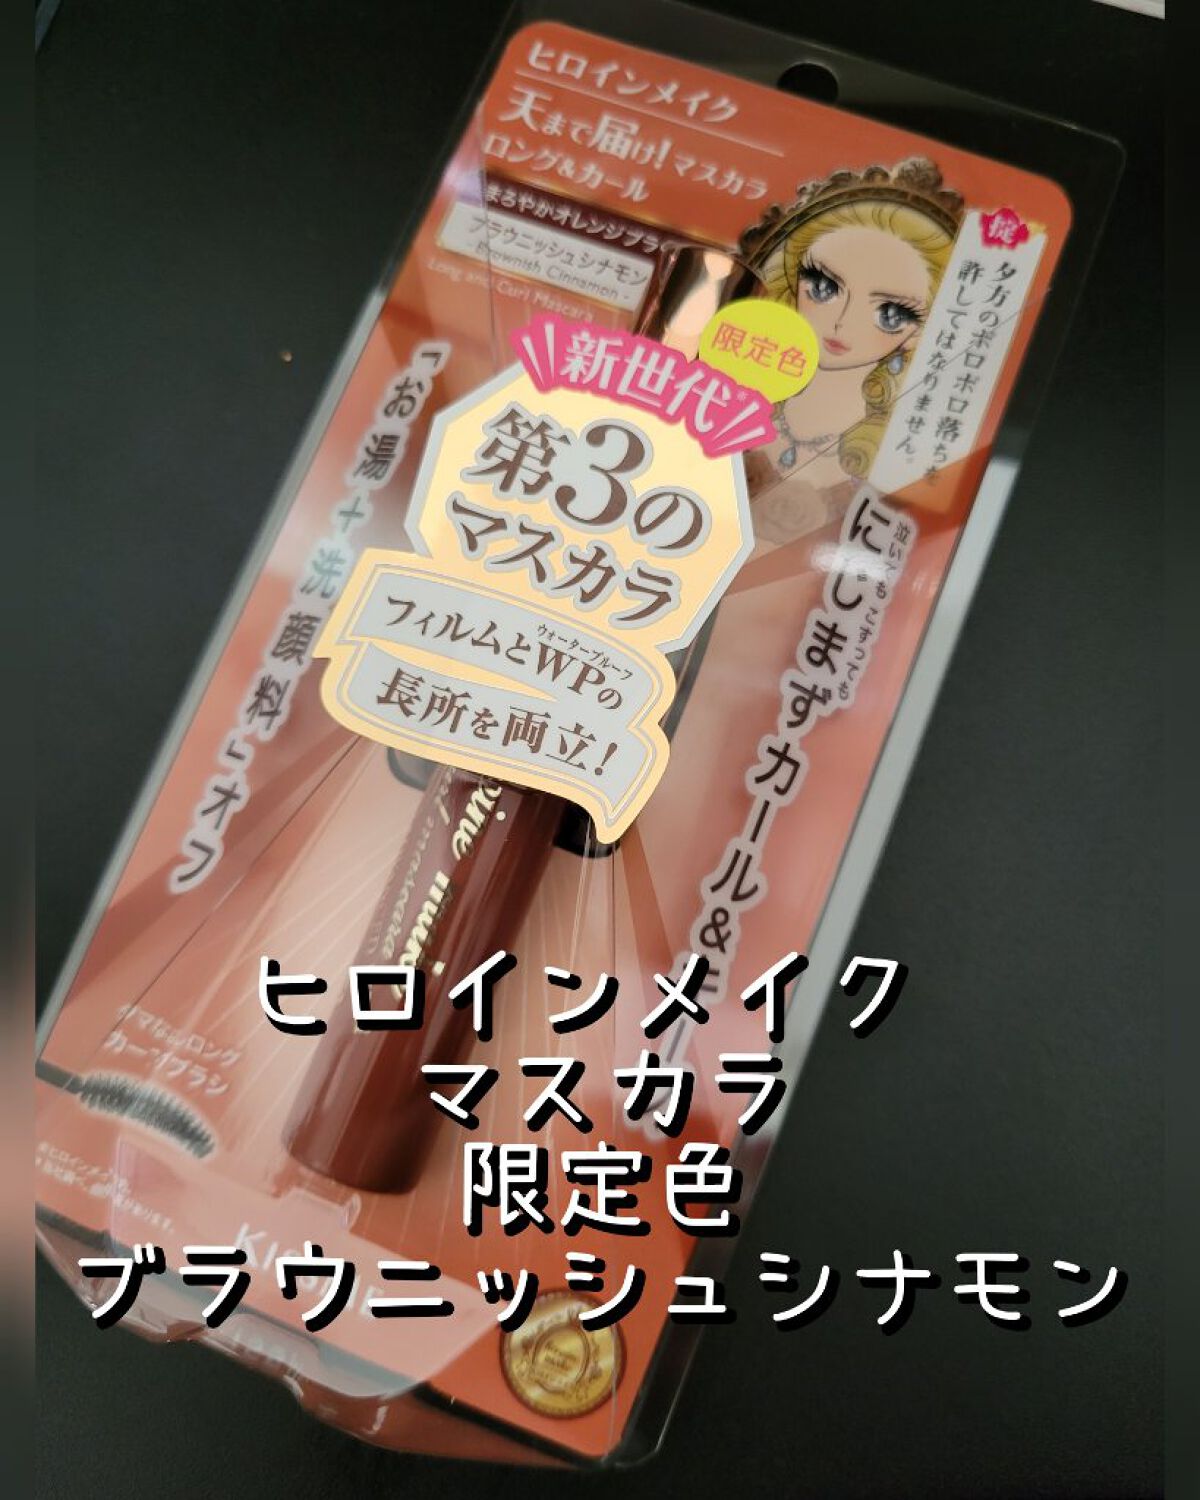 ヒロインメイク
天まで届け!マスカラ
ロング&カール
まろやかオレンジブラ
ブラウニッシュシナモン
- Brownish Cinnamon -
Long and Curl Mascara
限定色
掟
夕方のボロボロ落ちを
許してはなりません。
新世代※
第3の
マスカラ
フィルムとWPの
ウォータープルーフ
長所を両立!
「お湯+洗顔料」オフ
泣いても こすっても
にじまずカール&
mascara
ロング
カールブラシ
ヒロインメイク
マスカラ
限定色
ブラウニッシュシナモン